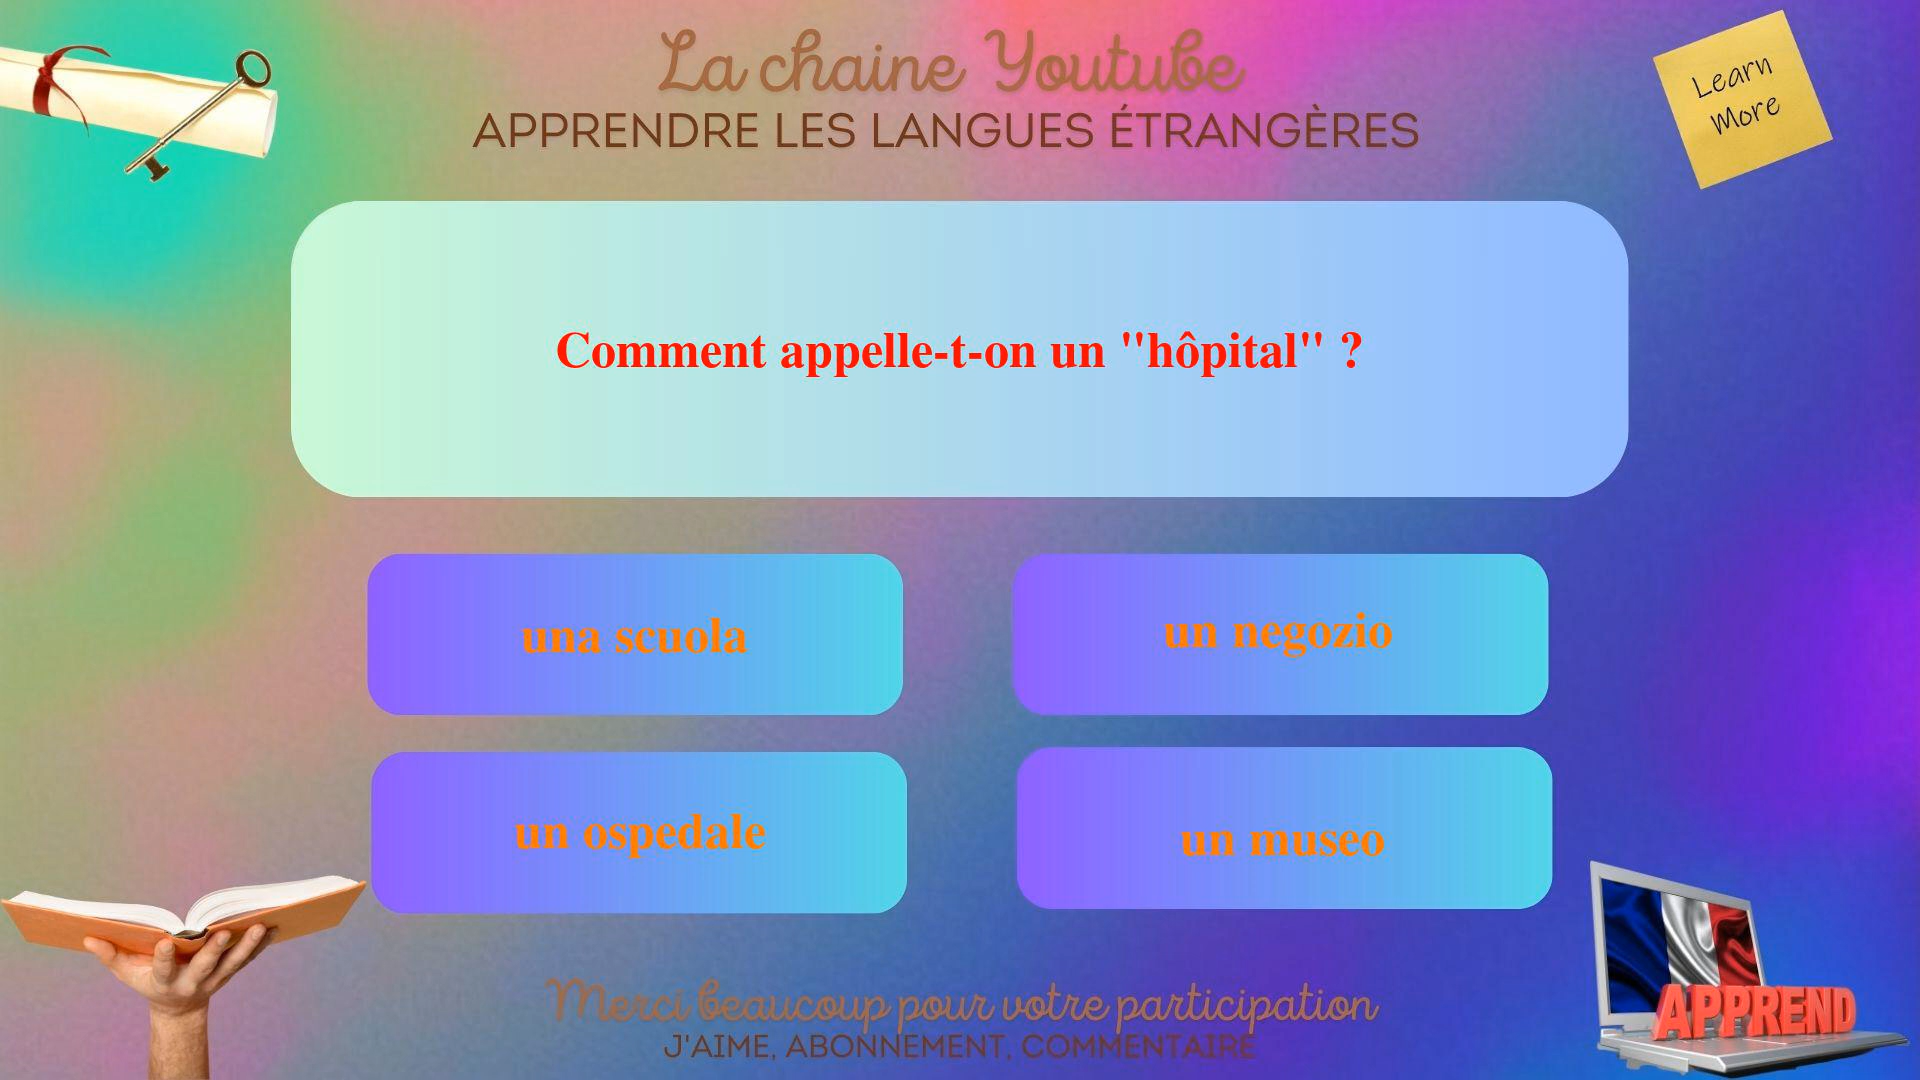 La chaine Youtube
APPRENDRE LES LANGUES ÉTRANGÈRES
Learn
More
Comment appelle-t-on un "hôpital" ?
una scuola
un negozio
un ospedale
un museo
Merci beaucoup pour votre participation
J'AIME, ABONNEMENT, COMMENTAIRE
APPREND